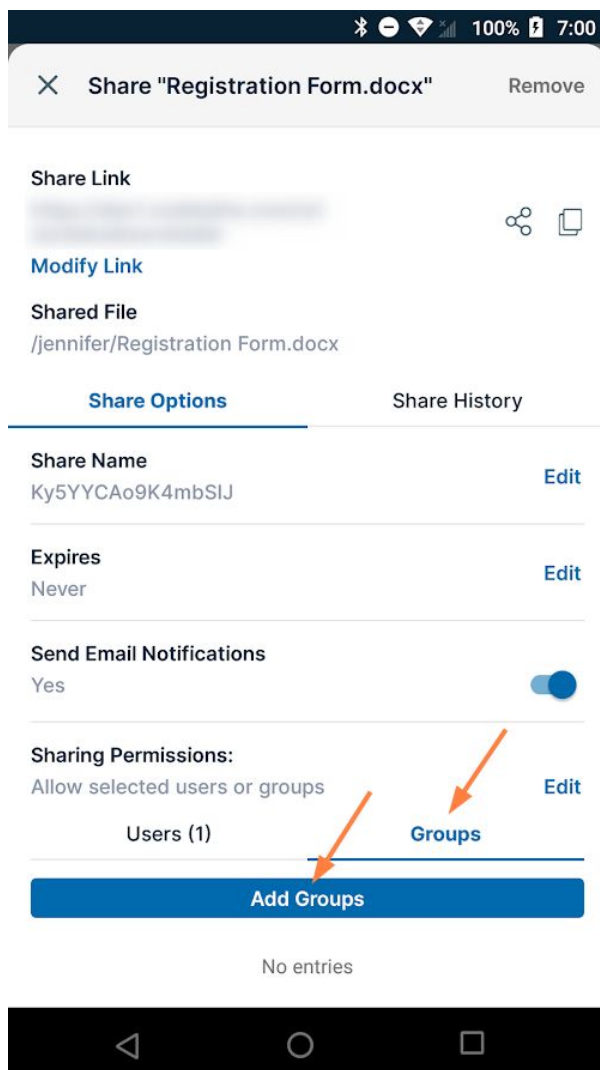 100% 7:00
Share "Registration Form.docx" Remove
Share Link
Modify Link
Shared File
/jennifer/Registration Form.docx
Share Options Share History
Share Name
Ky5YYCAo9K4mbSIJ Edit
Expires
Never Edit
Send Email Notifications
Yes
Sharing Permissions:
Allow selected users or groups Edit
Users (1) Groups
Add Groups
No entries